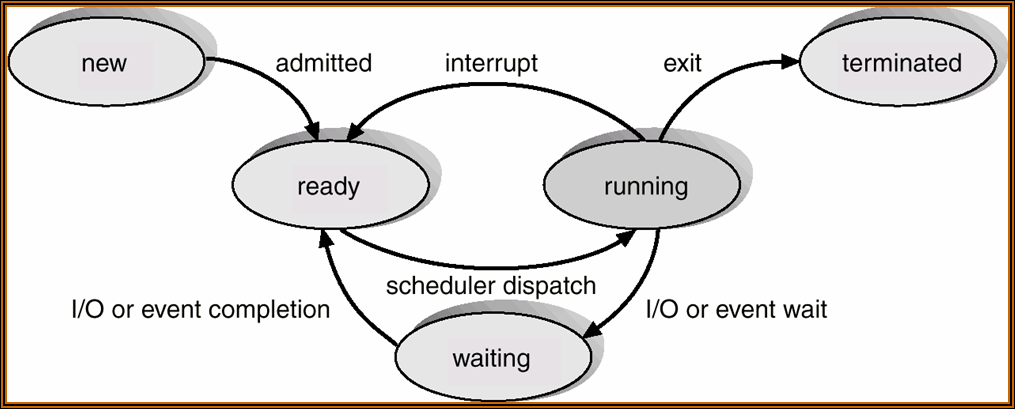 new
admitted
interrupt
exit
terminated
ready
running
scheduler dispatch
I/O or event completion
I/O or event wait
waiting